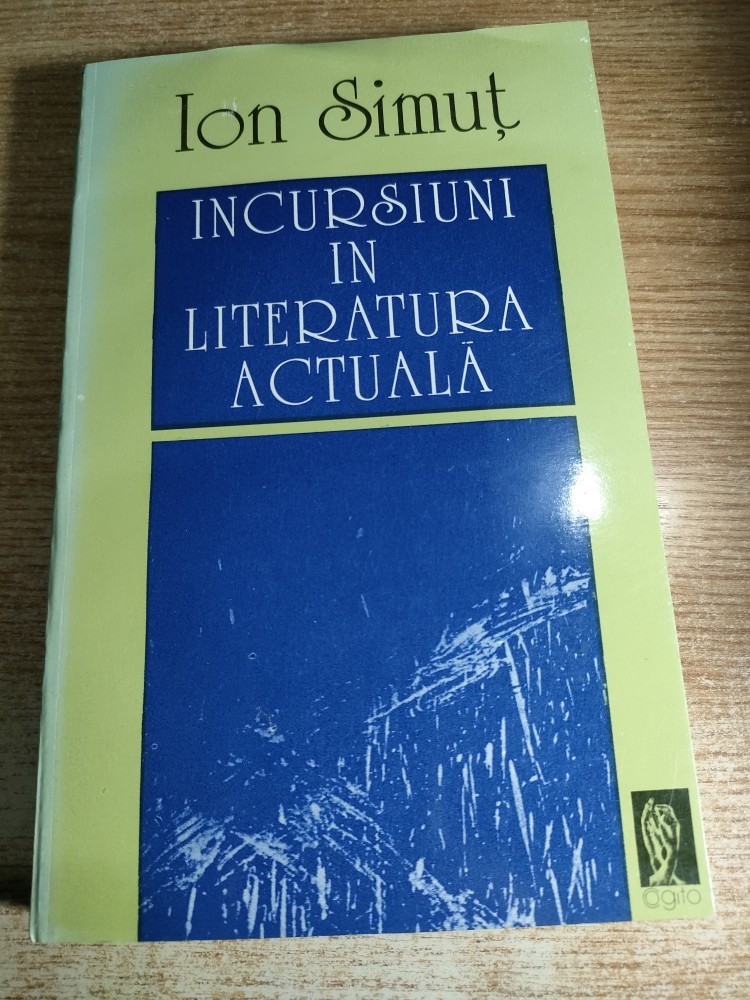 Ion Simuț
INCURSIUNI
IN
LITERATURA
ACTUALĂ
Cogito